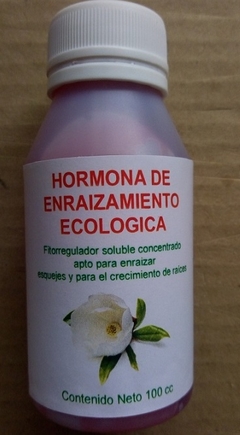 HORMONA DE
ENRAIZAMIENTO
ECOLOGICA
Fitorregulador soluble concentrado
apto para enraizar
esquejes y para el crecimiento de raices
Contenido Neto 100 cc